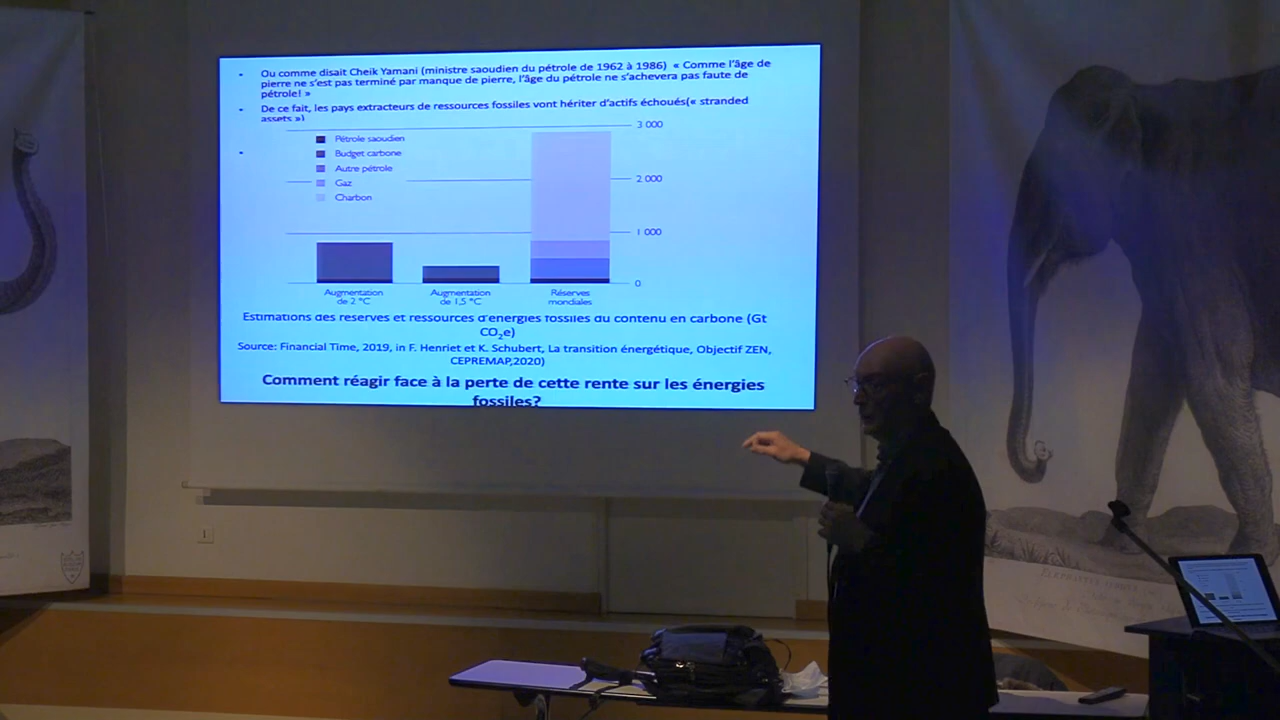 Ou comme disait Cheik Yamani (ministre saoudien du pétrole de 1962 à 1986) « Comme l'âge de
pierre ne s'est pas terminé par manque de pierre, l'âge du pétrole ne s'achevera pas faute de
pétrole! »
De ce fait, les pays extracteurs de ressources fossiles vont hériter d'actifs échoués(« stranded
assets »)
3 000
Pétrole saoudien
Budget carbone
Autre pétrole
Gaz
2 000
Charbon
1 000
0
Augmentation
de 2 °C
Augmentation
de 1,5 °C
Réserves
mondiales
Estimations des reserves et ressources d'energies fossiles du contenu en carbone (Gt
CO₂e)
Source: Financial Time, 2019, in F. Henriet et K. Schubert, La transition énergétique, Objectif ZEN,
CEPREMAP,2020)
Comment réagir face à la perte de cette rente sur les énergies
fossiles?
1